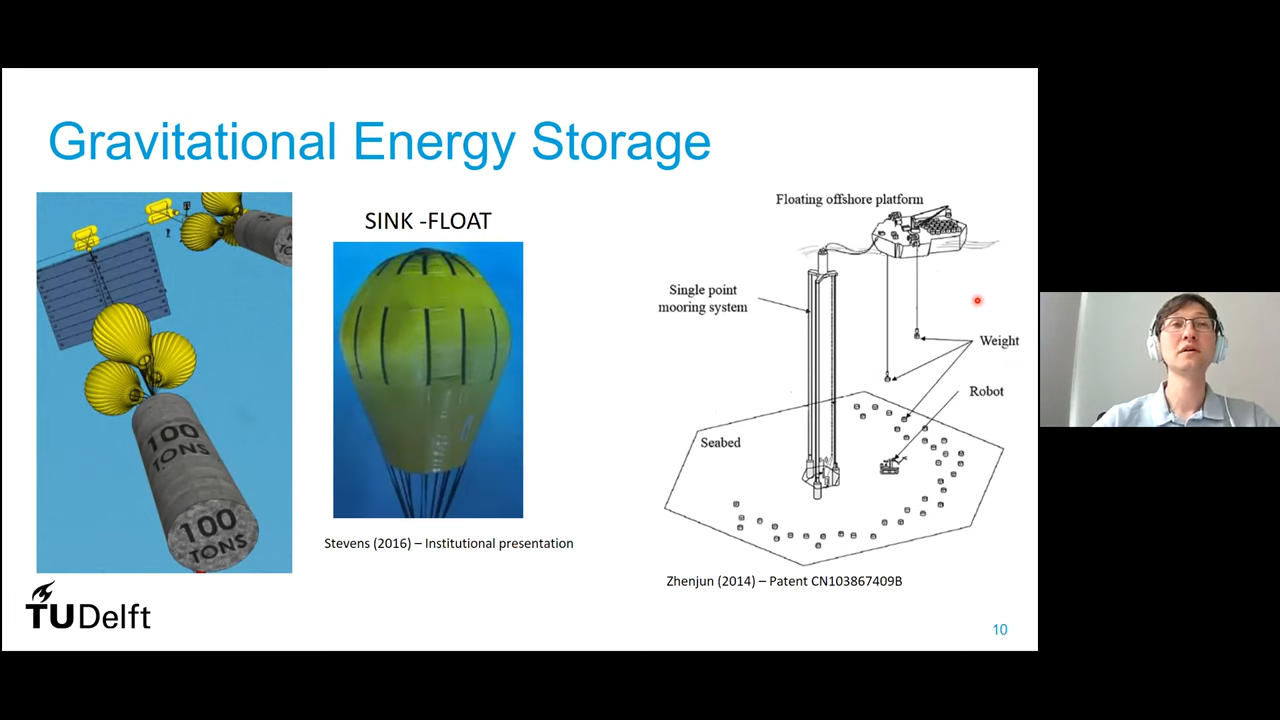 Gravitational Energy Storage
SINK -FLOAT
100
TONS
100
TONS
Stevens (2016) – Institutional presentation
Floating offshore platform
Single point
mooring system
Weight
Robot
Seabed
Zhenjun (2014) – Patent CN103867409B
TUDelft
10